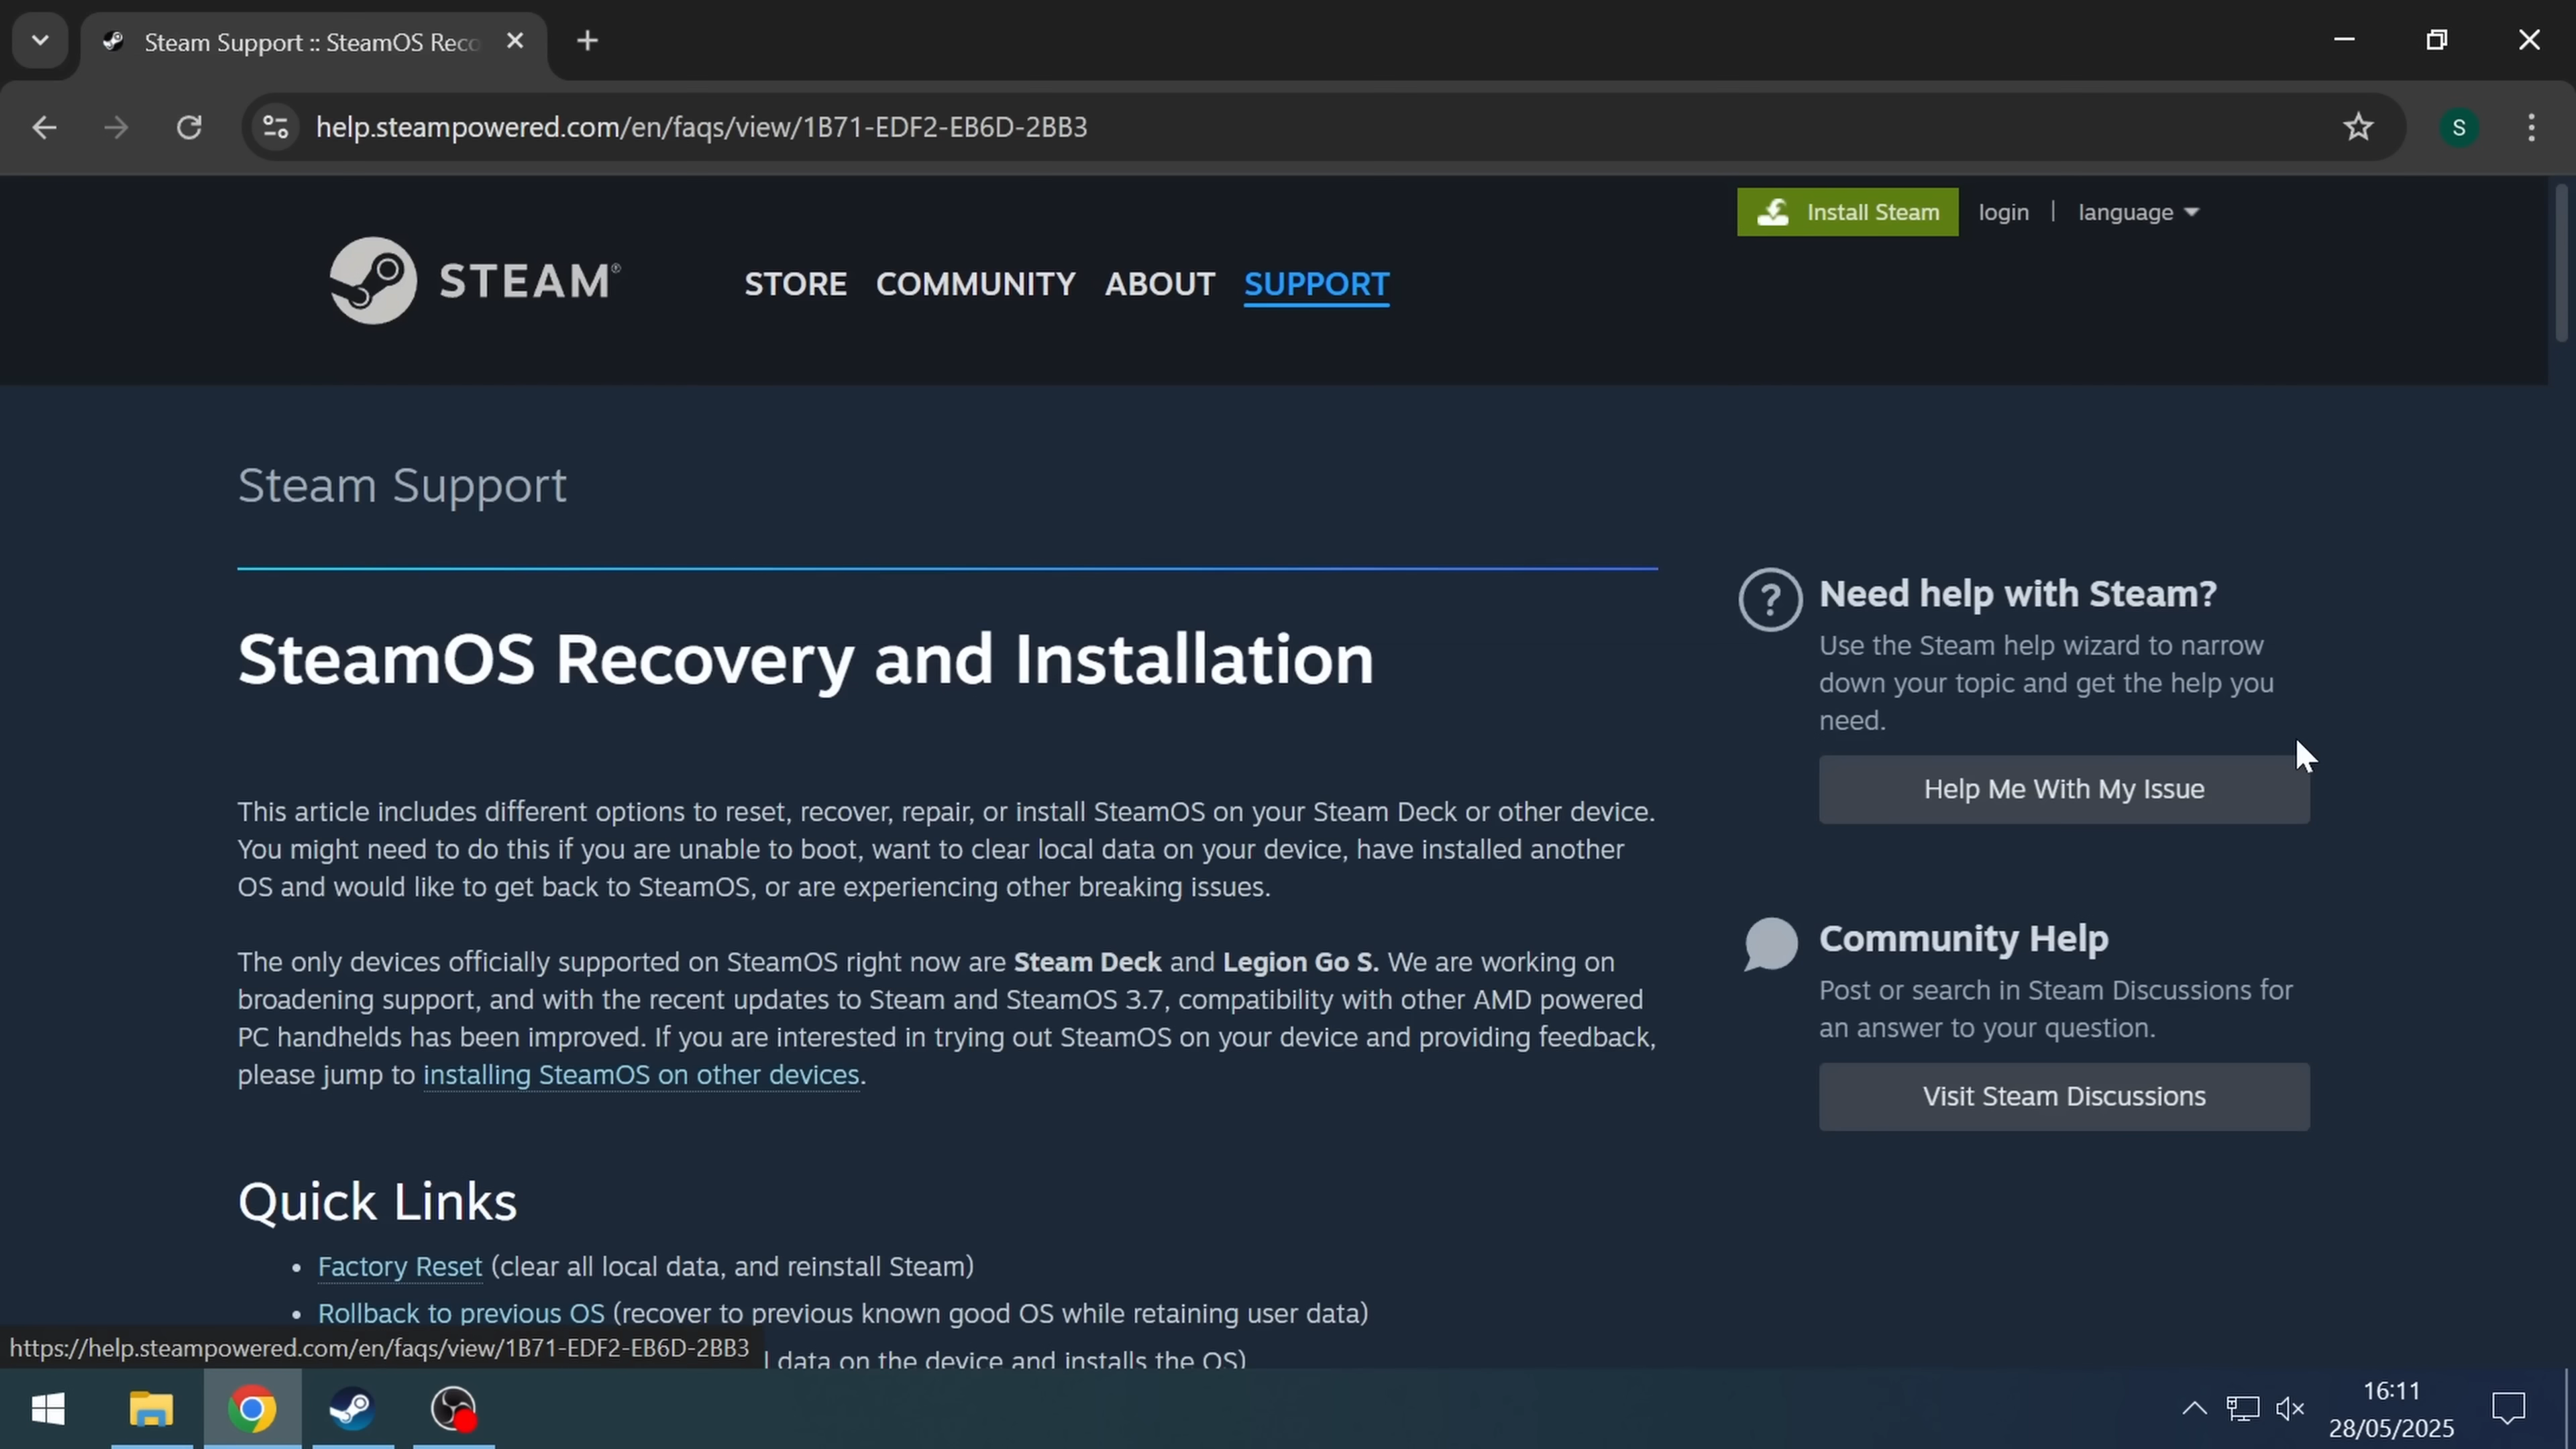 Steam Support :: SteamOS Reco
help.steampowered.com/en/faqs/view/1B71-EDF2-EB6D-2BB3
S
Install Steam
login
|
language
STEAM®
STORE
COMMUNITY
ABOUT
SUPPORT
Steam Support
SteamOS Recovery and Installation
This article includes different options to reset, recover, repair, or install SteamOS on your Steam Deck or other device.
You might need to do this if you are unable to boot, want to clear local data on your device, have installed another
OS and would like to get back to SteamOS, or are experiencing other breaking issues.
The only devices officially supported on SteamOS right now are Steam Deck and Legion Go S. We are working on
broadening support, and with the recent updates to Steam and SteamOS 3.7, compatibility with other AMD powered
PC handhelds has been improved. If you are interested in trying out SteamOS on your device and providing feedback,
please jump to installing SteamOS on other devices.
Quick Links
• Factory Reset (clear all local data, and reinstall Steam)
• Rollback to previous OS (recover to previous known good OS while retaining user data)
l data on the device and installs the OS)
?
Need help with Steam?
Use the Steam help wizard to narrow
down your topic and get the help you
need.
Help Me With My Issue
Community Help
Post or search in Steam Discussions for
an answer to your question.
Visit Steam Discussions
https://help.steampowered.com/en/faqs/view/1B71-EDF2-EB6D-2BB3
16:11
28/05/2025